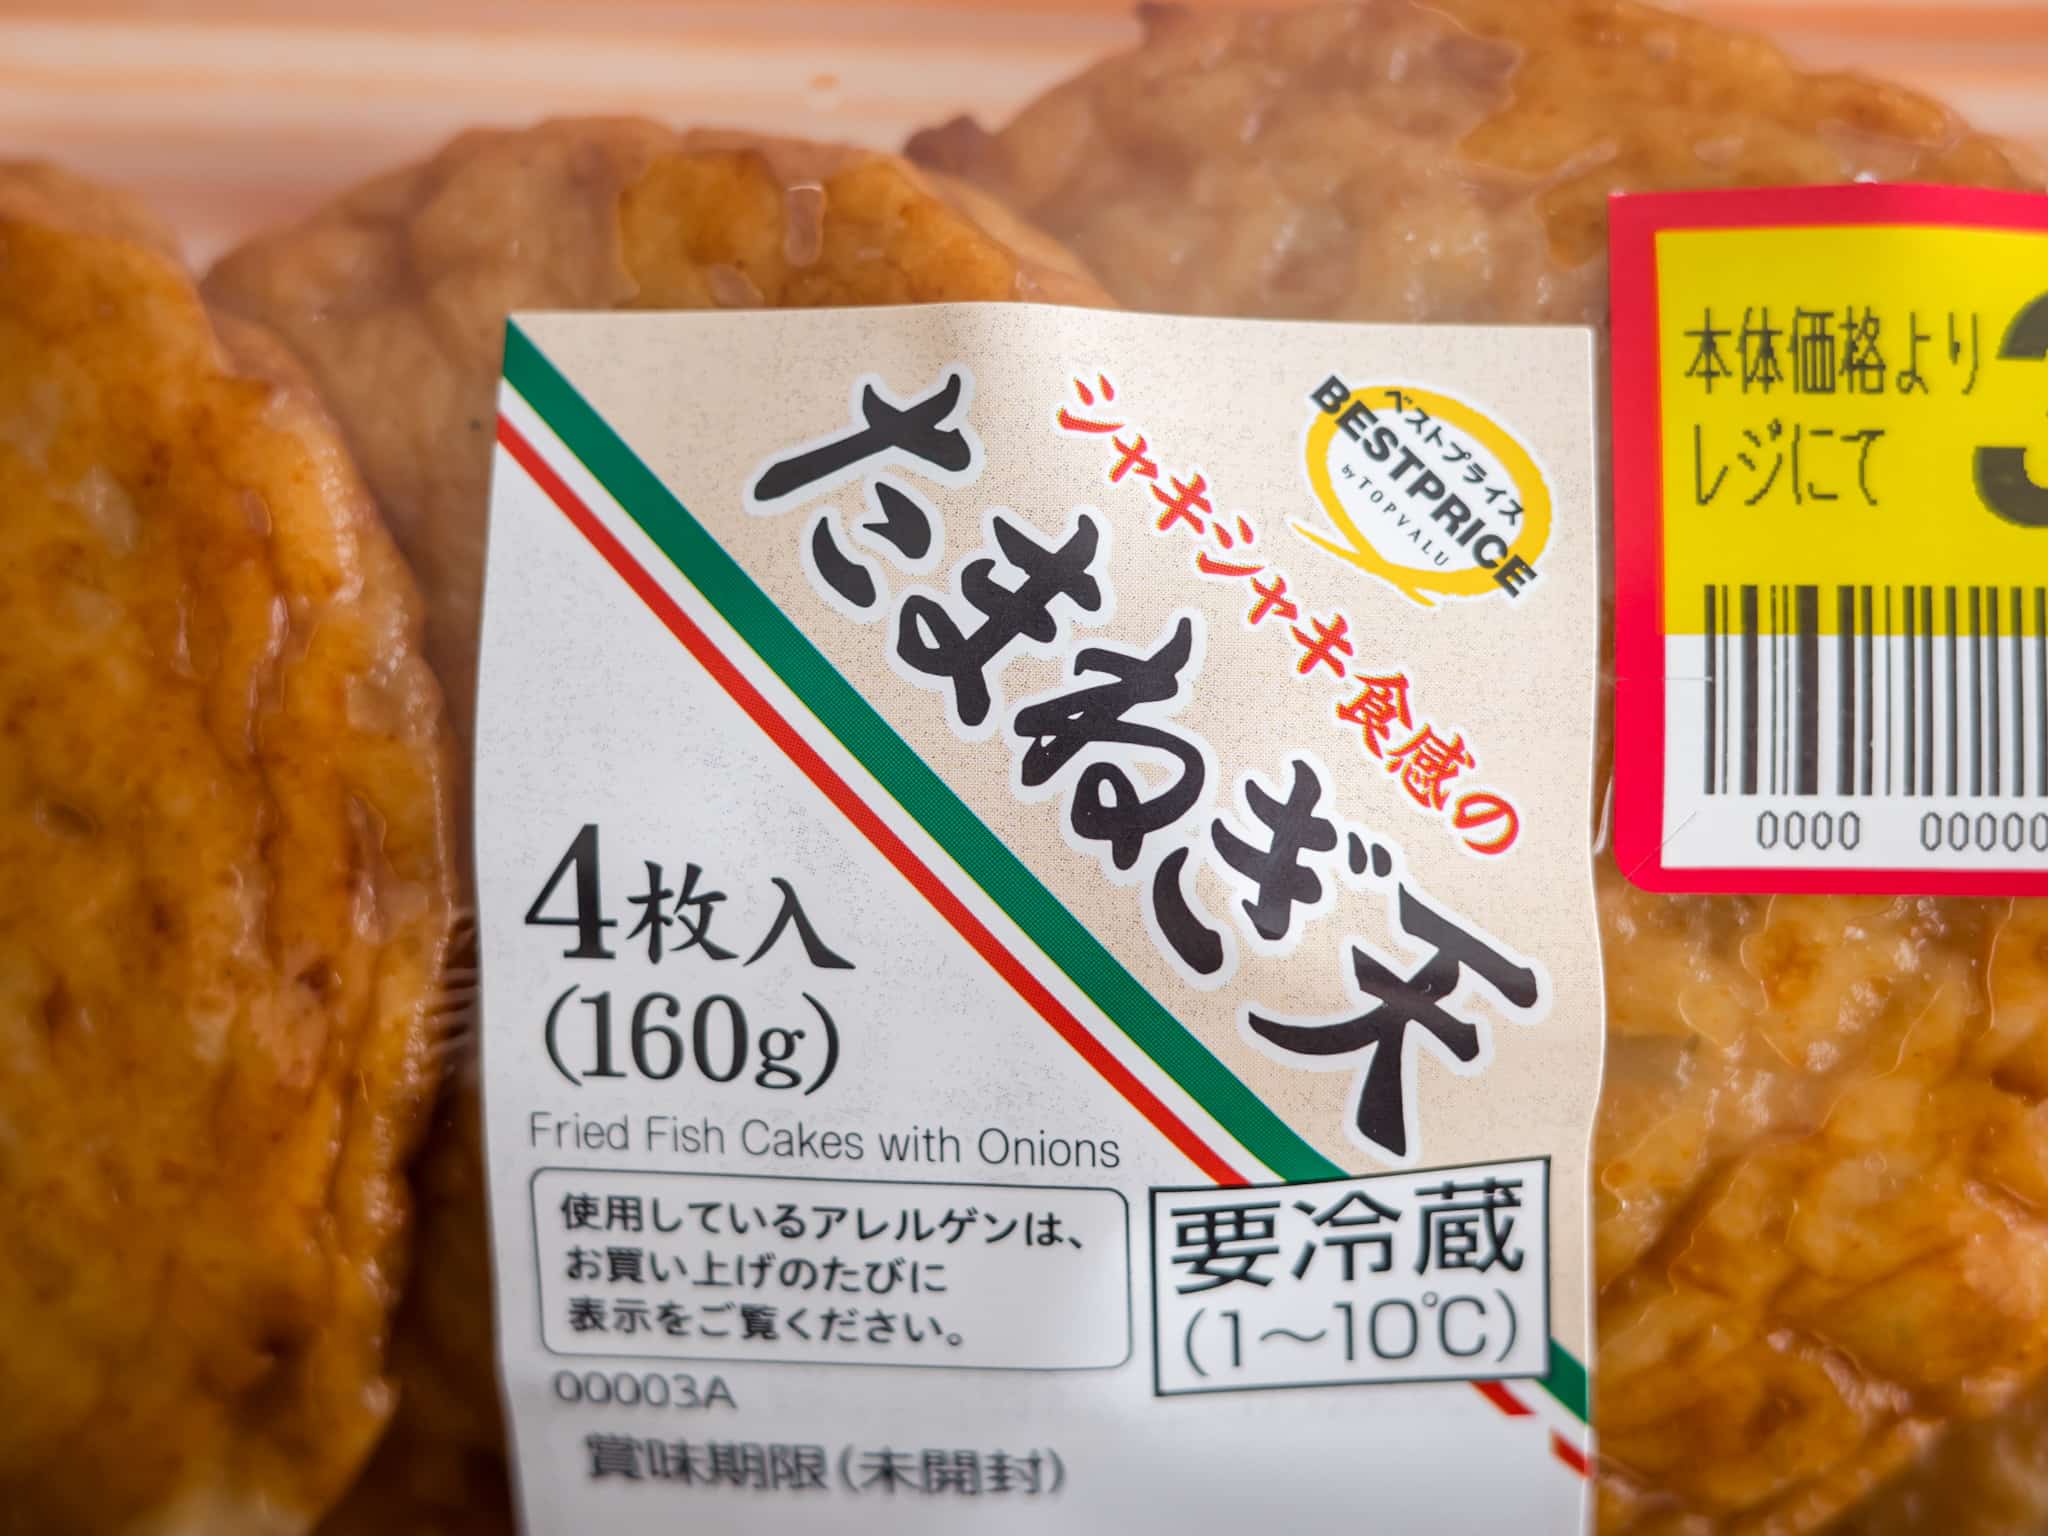 シャキシャキ食感の
たまねぎ天
ベストプライス
BESTPRICE
by TOPVALU
4枚入
(160g)
Fried Fish Cakes with Onions
使用しているアレルゲンは、
お買い上げのたびに
表示をご覧ください。
要冷蔵
(1〜10℃)
00003A
賞味期限(未開封)
本体価格より
レジにて
0000 00000